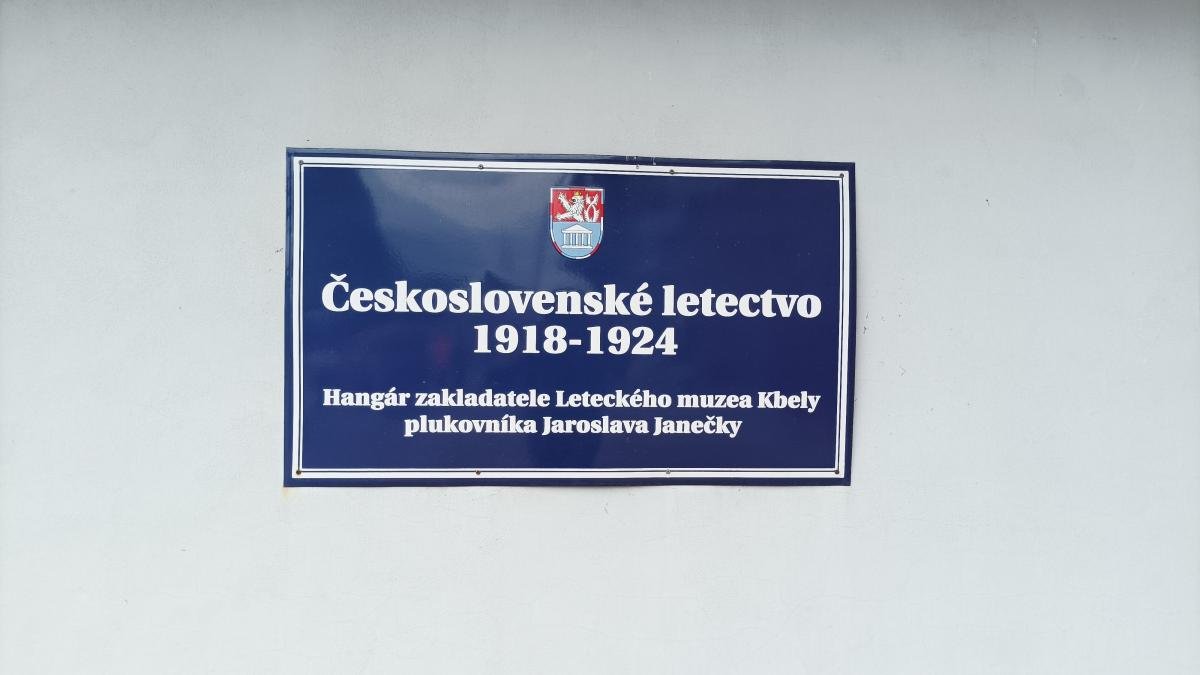 Československé letectvo
1918-1924
Hangár zakladatele Leteckého muzea Kbely
plukovníka Jaroslava Janečky